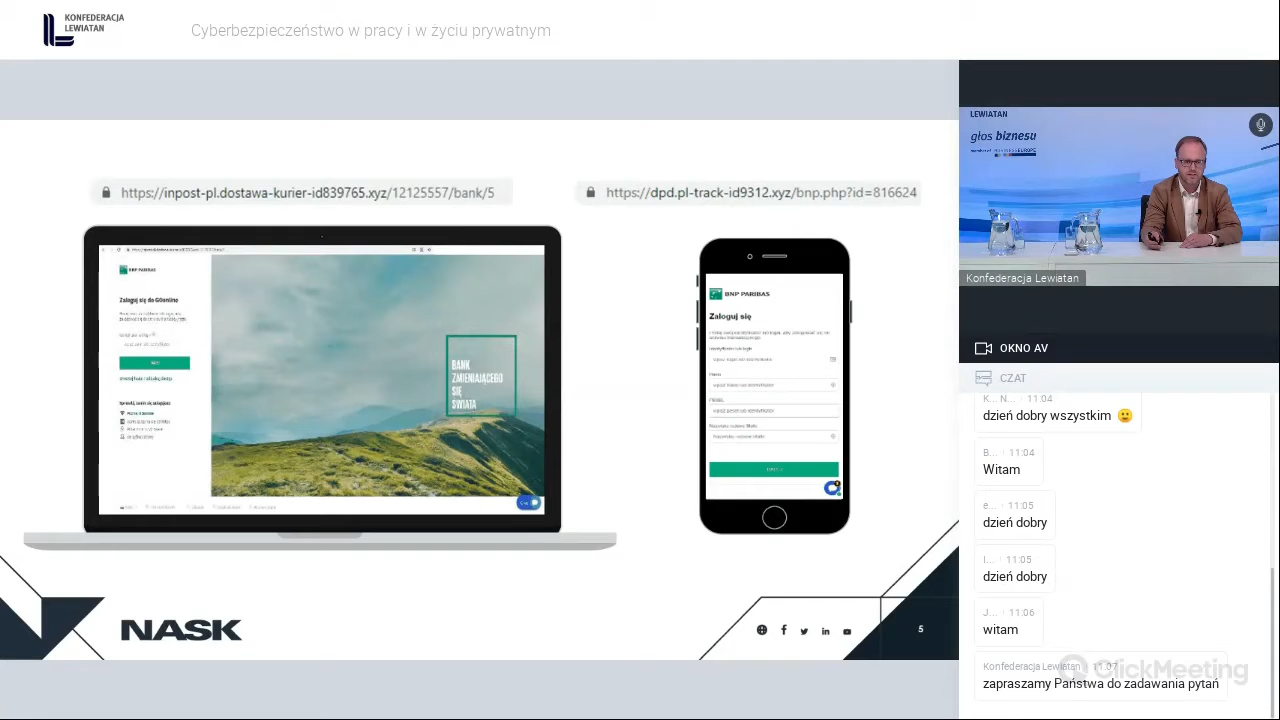 KONFEDERACJA
LEWIATAN
Cyberbezpieczeństwo w pracy i w życiu prywatnym
https://inpost-pl.dostawa-kurier-id839765.xyz/12125557/bank/5
https://dpd.pl-track-id9312.xyz/bnp.php?id=816624
BNP PARIBAS
Zaloguj się do GOonline
BANK
ZMIENIAJĄCEGO
SIĘ
ŚWIATA
BNP PARIBAS
Zaloguj się
PESEL
NASK
5
LEWIATAN
głos biznesu
Konfederacja Lewiatan
OKNO AV
CZAT
K... N... 11:04
dzień dobry wszystkim
B... 11:04
Witam
e... 11:05
dzień dobry
I... 11:05
dzień dobry
J... 11:06
witam
Konfederacja Lewiatan 11:07
zapraszamy Państwa do zadawania pytań
ClickMeeting